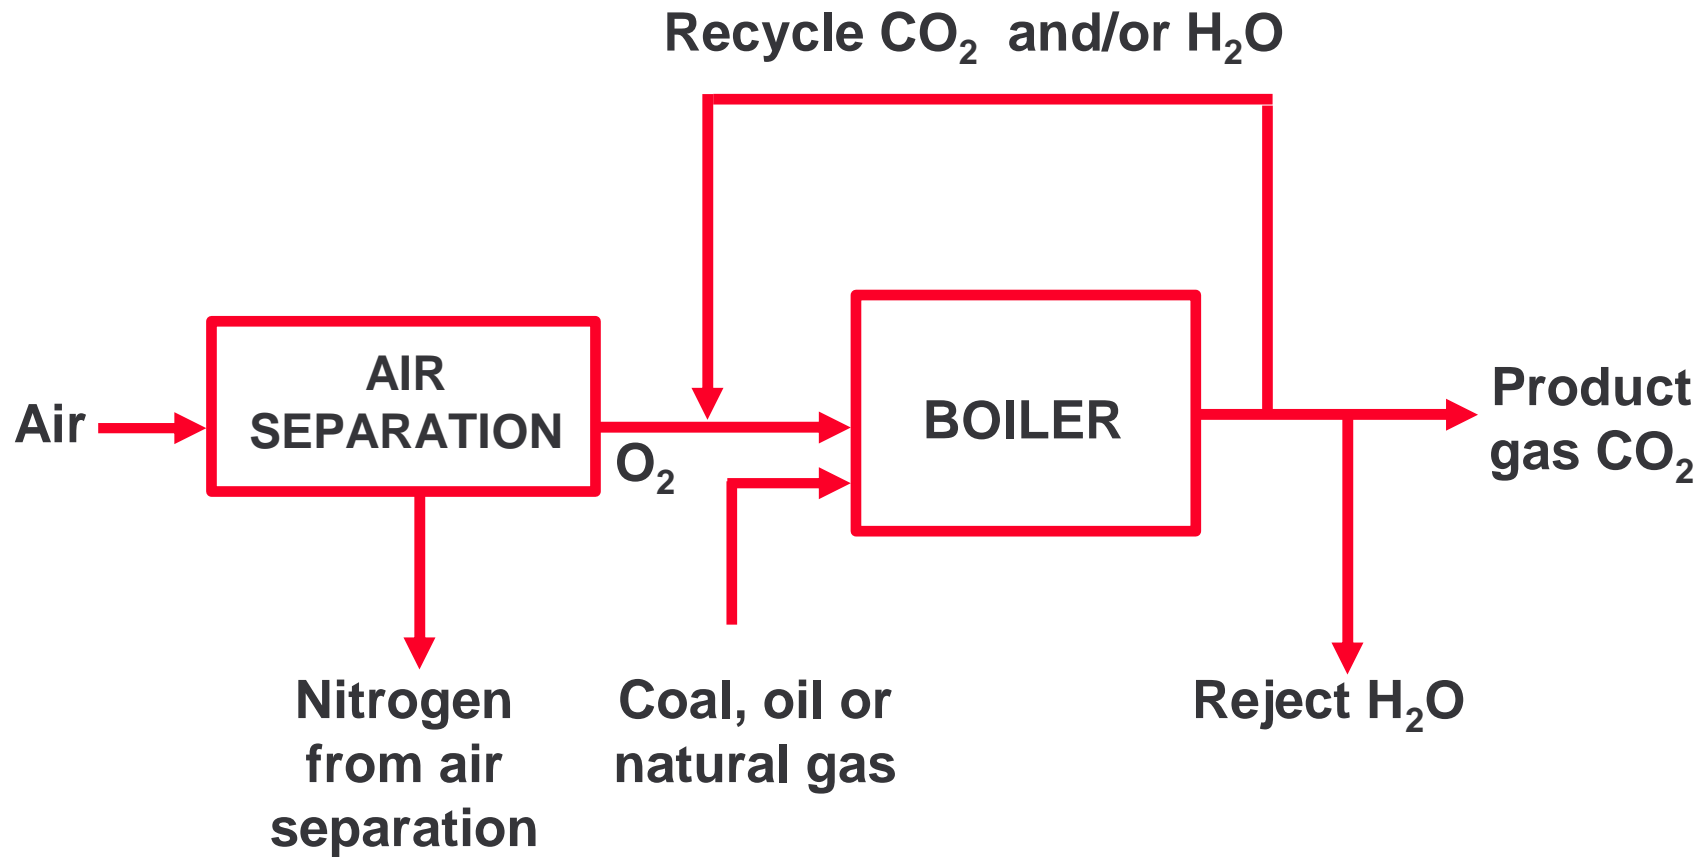 Recycle CO₂ and/or H₂O
AIR
SEPARATION
Air
O₂
BOILER
Product
gas CO₂
Nitrogen
from air
separation
Coal, oil or
natural gas
Reject H₂O